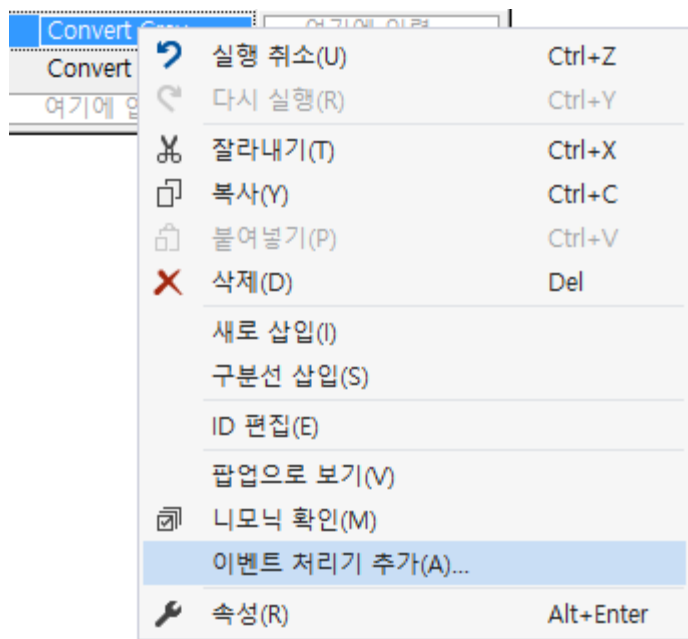 Convert
Convert
여기에
실행 취소(U) Ctrl+Z
다시 실행(R) Ctrl+Y
잘라내기(T) Ctrl+X
복사(Y) Ctrl+C
붙여넣기(P) Ctrl+V
삭제(D) Del
새로 삽입(I)
구분선 삽입(S)
ID 편집(E)
팝업으로 보기(V)
니모닉 확인(M)
이벤트 처리기 추가(A)...
속성(R) Alt+Enter